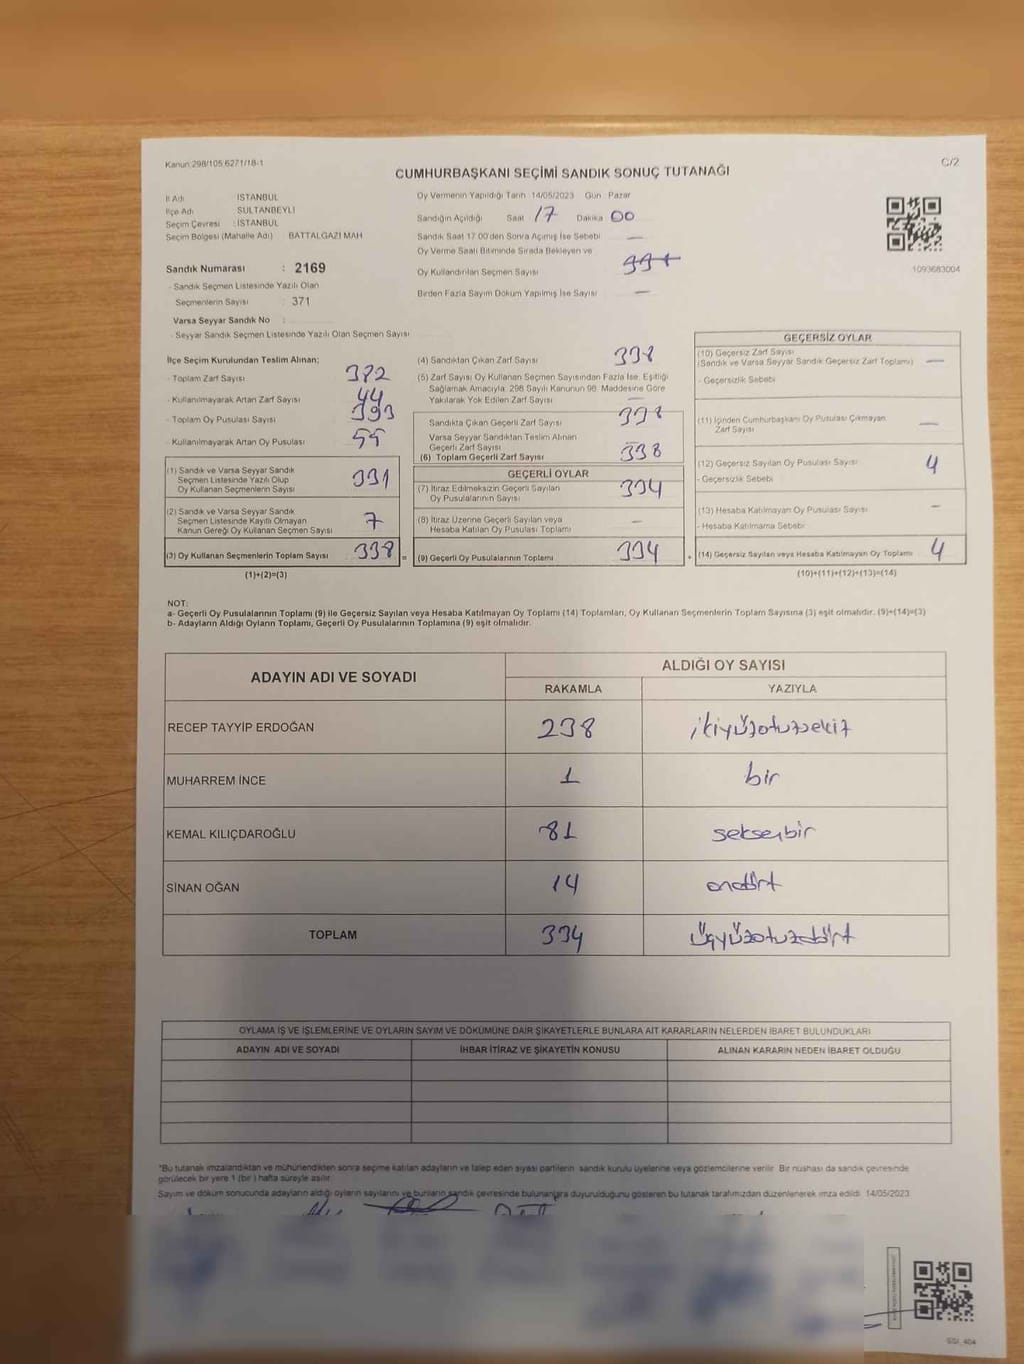 Kanun 298/105 6271/18-1
C/2
CUMHURBAŞKANI SEÇİMİ SANDIK SONUÇ TUTANAĞI
İl Adı : İSTANBUL
İlçe Adı : SULTANBEYLİ
Seçim Çevresi : İSTANBUL
Seçim Bölgesi (Mahalle Adı) BATTALGAZİ MAH
Sandık Numarası : 2169
- Sandık Seçmen Listesinde Yazılı Olan
Seçmenlerin Sayısı : 371
Varsa Seyyar Sandık No :
- Seyyar Sandık Seçmen Listesinde Yazılı Olan Seçmen Sayısı
Oy Vermenin Yapıldığı Tarih 14/05/2023 Gün Pazar
Sandığın Açıldığı Saat 17 Dakika 00
Sandık Saat 17:00'den Sonra Açılmış İse Sebebi —
Oy Verme Saati Bitiminde Sırada Bekleyen ve
Oy Kullandırılan Seçmen Sayısı
Birden Fazla Sayım Döküm Yapılmış İse Sayısı —
1093683004
İlçe Seçim Kurulundan Teslim Alınan;
- Toplam Zarf Sayısı 382
- Kullanılmayarak Artan Zarf Sayısı 44
- Toplam Oy Pusulası Sayısı 393
- Kullanılmayarak Artan Oy Pusulası 55
(1) Sandık ve Varsa Seyyar Sandık
Seçmen Listesinde Yazılı Olup
Oy Kullanan Seçmenlerin Sayısı 331
(2) Sandık ve Varsa Seyyar Sandık
Seçmen Listesinde Kayıtlı Olmayan
Kanun Gereği Oy Kullanan Seçmen Sayısı 7
(3) Oy Kullanan Seçmenlerin Toplam Sayısı 338 =
(1)+(2)=(3)
(4) Sandıktan Çıkan Zarf Sayısı 338
(5) Zarf Sayısı Oy Kullanan Seçmen Sayısından Fazla İse, Eşitliği
Sağlamak Amacıyla, 298 Sayılı Kanunun 98. Maddesine Göre
Yakılarak Yok Edilen Zarf Sayısı —
Sandıkta Çıkan Geçerli Zarf Sayısı 338
Varsa Seyyar Sandıktan Teslim Alınan
Geçerli Zarf Sayısı —
(6) Toplam Geçerli Zarf Sayısı 338
GEÇERLİ OYLAR
(7) İtiraz Edilmeksizin Geçerli Sayılan
Oy Pusulalarının Sayısı 334
(8) İtiraz Üzerine Geçerli Sayılan veya
Hesaba Katılan Oy Pusulası Toplamı —
(9) Geçerli Oy Pusulalarının Toplamı 334 +
GEÇERSİZ OYLAR
(10) Geçersiz Zarf Sayısı
(Sandık ve Varsa Seyyar Sandık Geçersiz Zarf Toplamı) —
- Geçersizlik Sebebi
(11) İçinden Cumhurbaşkanı Oy Pusulası Çıkmayan
Zarf Sayısı —
(12) Geçersiz Sayılan Oy Pusulası Sayısı 4
- Geçersizlik Sebebi
(13) Hesaba Katılmayan Oy Pusulası Sayısı —
- Hesaba Katılmama Sebebi
(14) Geçersiz Sayılan veya Hesaba Katılmayan Oy Toplamı 4
(10)+(11)+(12)+(13)=(14)
NOT:
a- Geçerli Oy Pusulalarının Toplamı (9) ile Geçersiz Sayılan veya Hesaba Katılmayan Oy Toplamı (14) Toplamları, Oy Kullanan Seçmenlerin Toplam Sayısına (3) eşit olmalıdır. (9)+(14)=(3)
b- Adayların Aldığı Oyların Toplamı, Geçerli Oy Pusulalarının Toplamına (9) eşit olmalıdır.
ADAYIN ADI VE SOYADI
ALDIĞI OY SAYISI
RAKAMLA YAZIYLA
RECEP TAYYİP ERDOĞAN 238 ikiyüzotuzsekiz
MUHARREM İNCE 1 bir
KEMAL KILIÇDAROĞLU 81 seksenbir
SİNAN OĞAN 14 ondört
TOPLAM 334 üçyüzotuzdört
OYLAMA İŞ VE İŞLEMLERİNE VE OYLARIN SAYIM VE DÖKÜMÜNE DAİR ŞİKAYETLERLE BUNLARA AİT KARARLARIN NELERDEN İBARET BULUNDUKLARI
ADAYIN ADI VE SOYADI İHBAR İTİRAZ VE ŞİKAYETİN KONUSU ALINAN KARARIN NEDEN İBARET OLDUĞU
*Bu tutanak imzalandıktan ve mühürlendikten sonra seçime katılan adayların ve talep eden siyasi partilerin sandık kurulu üyelerine veya gözlemcilerine verilir. Bir nüshası da sandık çevresinde
görülecek bir yere 1 (bir) hafta süreyle asılır.
Sayım ve döküm sonucunda adayların aldığı oyların sayılarını ve bunların sandık çevresinde bulunanlara duyurulduğunu gösteren bu tutanak tarafımızdan düzenlenerek imza edildi. 14/05/2023